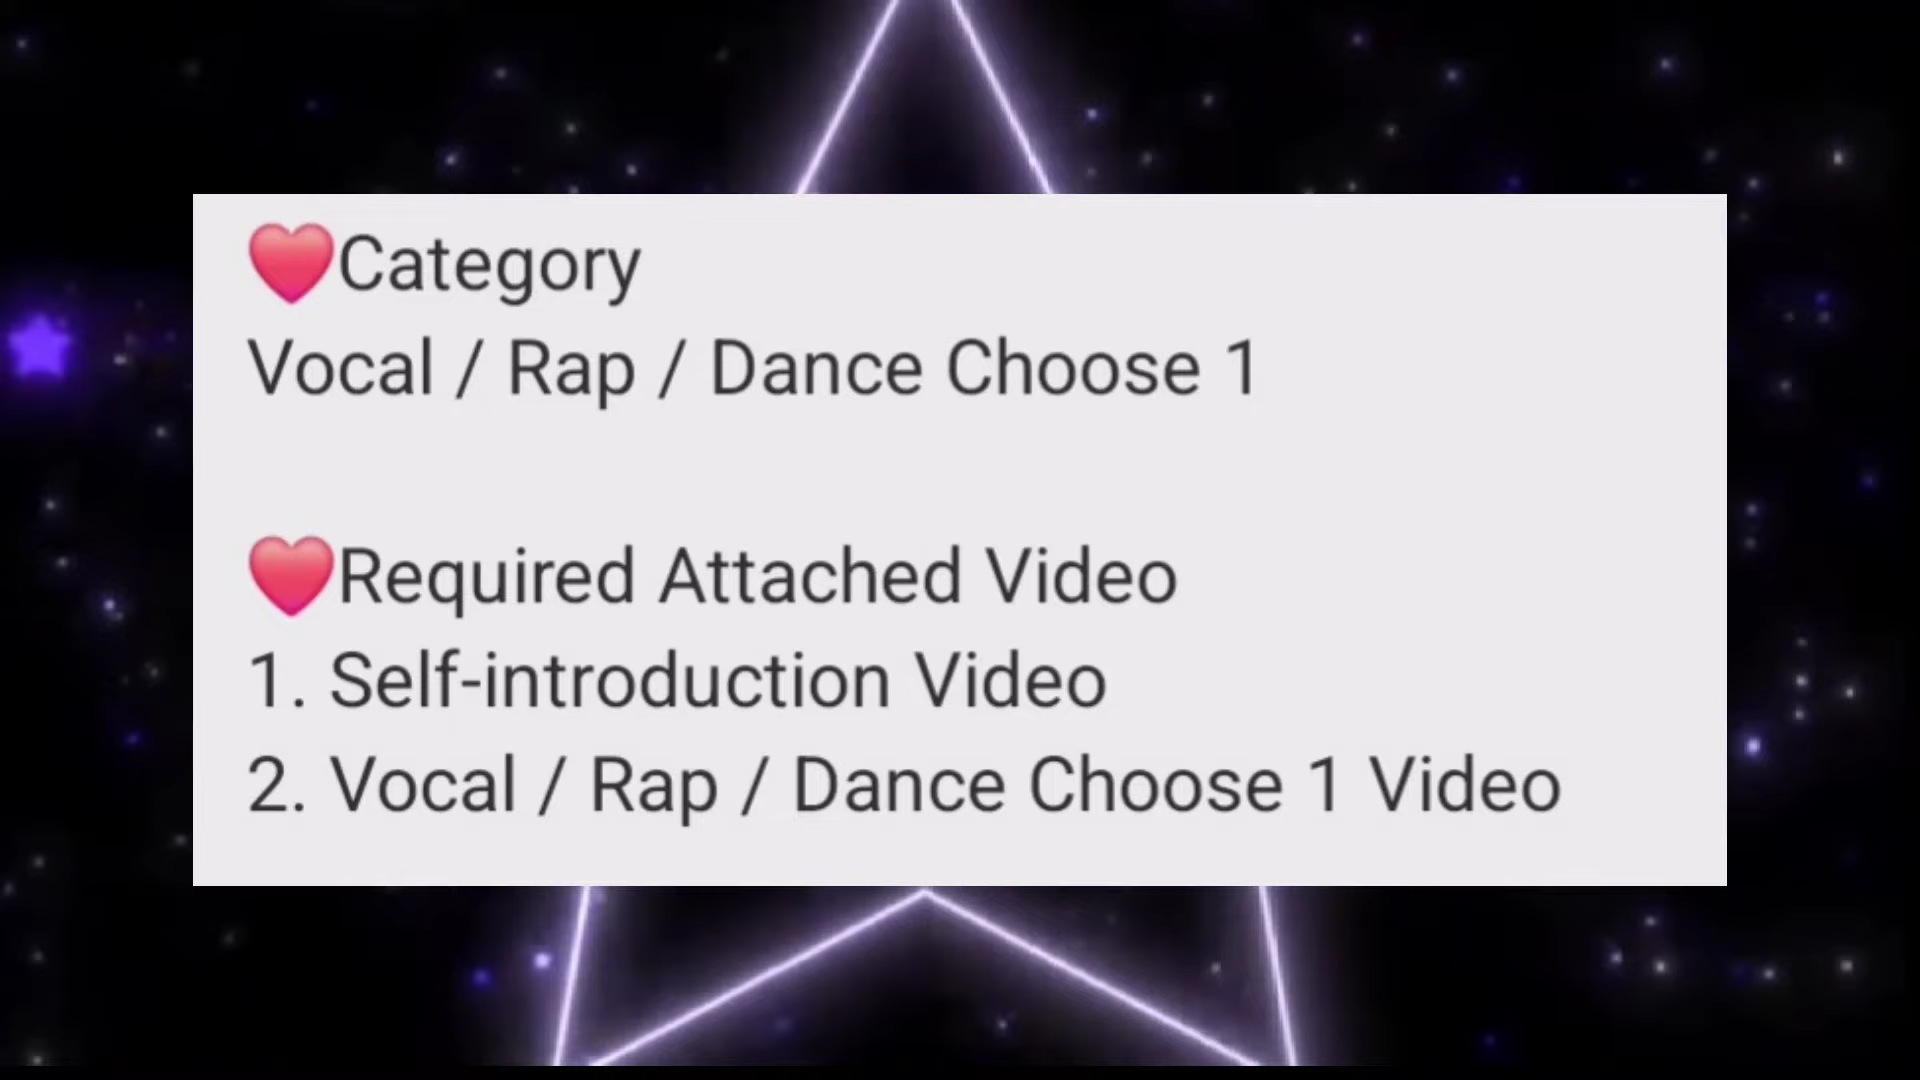 ❤️Category
Vocal / Rap / Dance Choose 1
❤️Required Attached Video
1. Self-introduction Video
2. Vocal / Rap / Dance Choose 1 Video